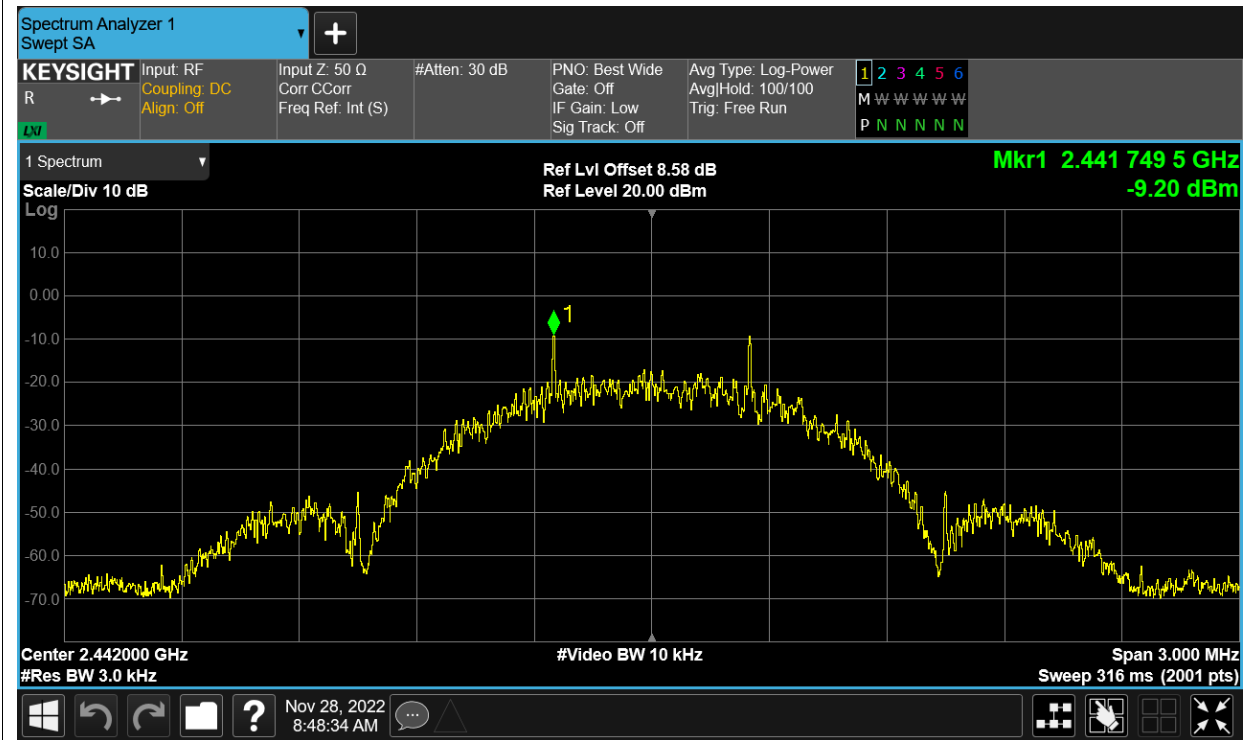 Spectrum Analyzer 1
Swept SA
KEYSIGHT
R
LXI
Input: RF
Coupling: DC
Align: Off
Input Z: 50 Ω
Corr CCorr
Freq Ref: Int (S)
#Atten: 30 dB
PNO: Best Wide
Gate: Off
IF Gain: Low
Sig Track: Off
Avg Type: Log-Power
Avg|Hold: 100/100
Trig: Free Run
1 2 3 4 5 6
M W W W W W
P N N N N N
1 Spectrum
Scale/Div 10 dB
Log
Ref Lvl Offset 8.58 dB
Ref Level 20.00 dBm
Mkr1 2.441 749 5 GHz
-9.20 dBm
10.0
0.00
-10.0
-20.0
-30.0
-40.0
-50.0
-60.0
-70.0
1
Center 2.442000 GHz
#Res BW 3.0 kHz
#Video BW 10 kHz
Span 3.000 MHz
Sweep 316 ms (2001 pts)
?
Nov 28, 2022
8:48:34 AM